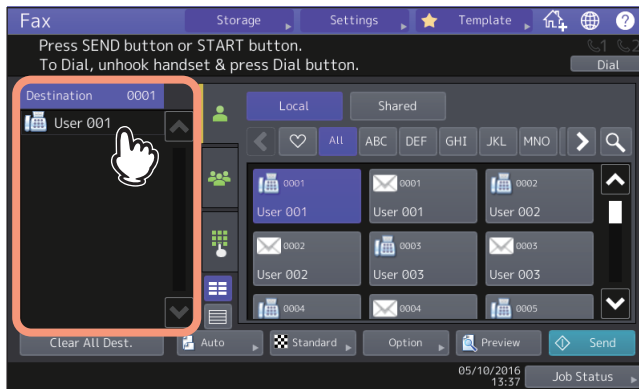 Fax
Storage
Settings
Template
?
Press SEND button or START button.
To Dial, unhook handset & press Dial button.
1 2
Dial
Destination 0001
User 001
Local
Shared
All
ABC
DEF
GHI
JKL
MNO
0001
User 001
0001
User 001
0002
User 002
0002
User 002
0003
User 003
0003
User 003
0004
0004
0005
Clear All Dest.
Auto
Standard
Option
Preview
Send
05/10/2016
13:37
Job Status